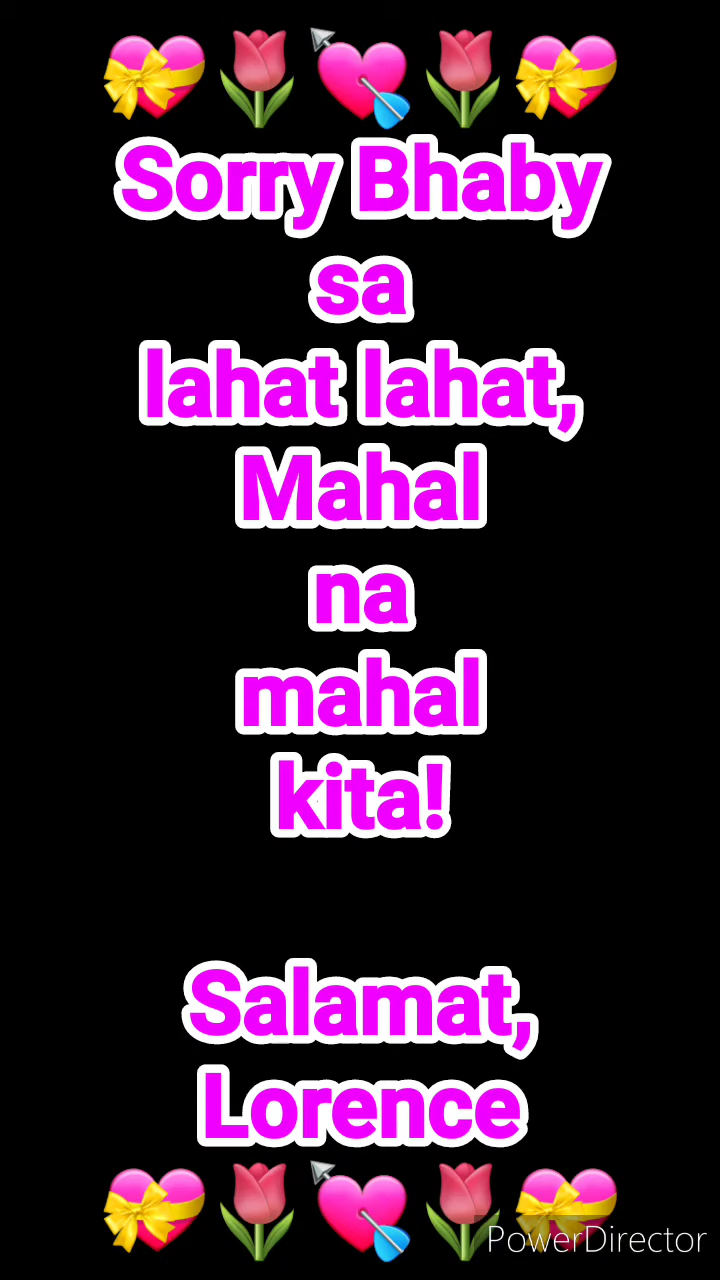 Sorry Bhaby
sa
lahat lahat,
Mahal
na
mahal
kita!
Salamat,
Lorence
PowerDirector